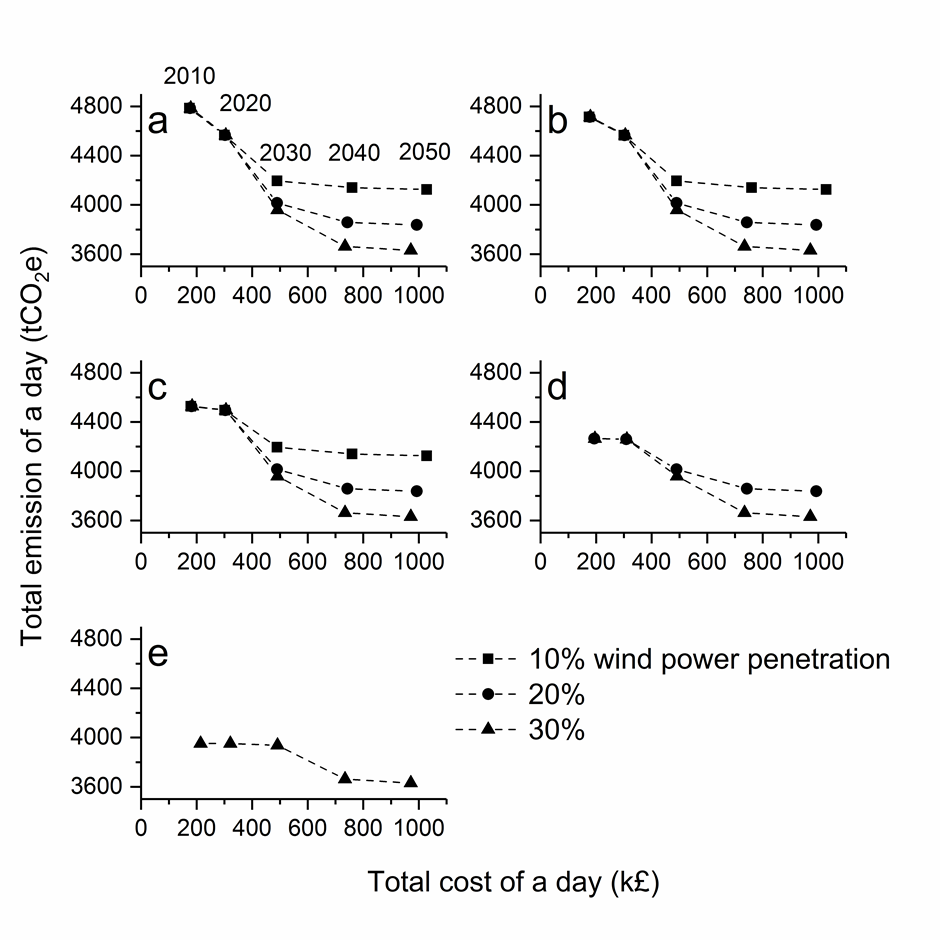 2010
2020
2030 2040 2050
a
4800
4400
4000
3600
0 200 400 600 800 1000
b
4800
4400
4000
3600
0 200 400 600 800 1000
c
4800
4400
4000
3600
0 200 400 600 800 1000
d
4800
4400
4000
3600
0 200 400 600 800 1000
e
4800
4400
4000
3600
0 200 400 600 800 1000
10% wind power penetration
20%
30%
Total emission of a day (tCO₂e)
Total cost of a day (k£)